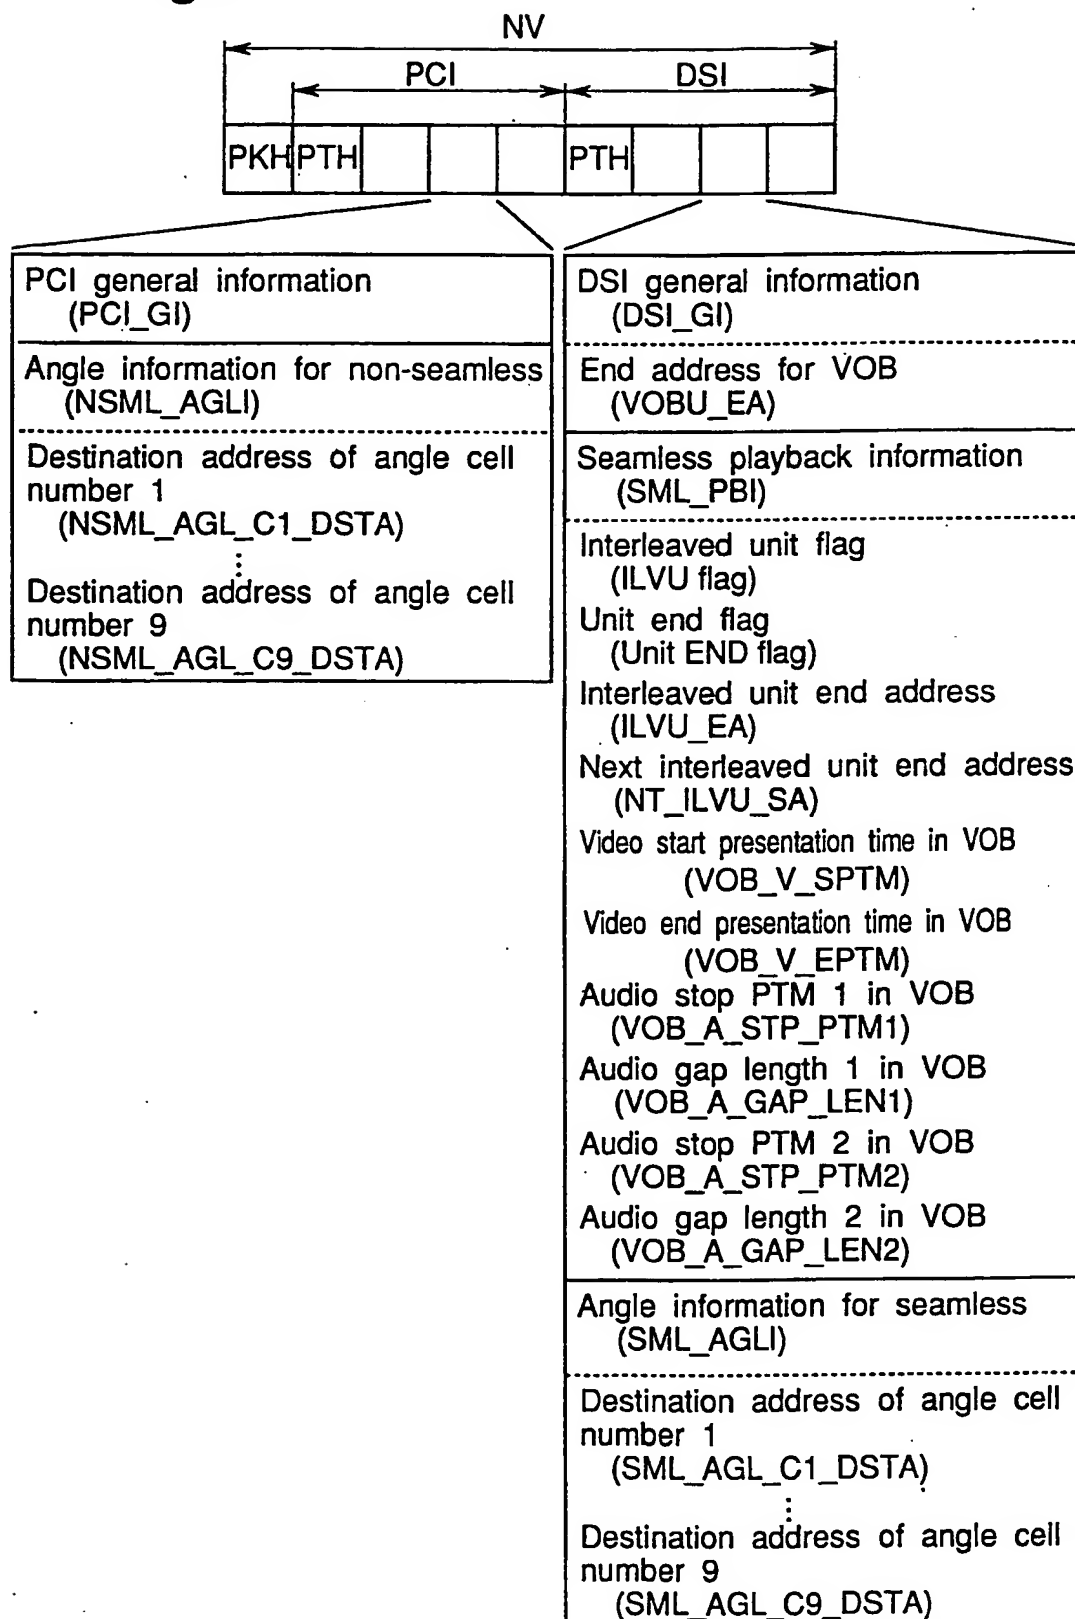 NV
PCI
DSI
PKH PTH PTH
PCI general information
(PCI_GI)
Angle information for non-seamless
(NSML_AGLI)
Destination address of angle cell
number 1
(NSML_AGL_C1_DSTA)
⋮
Destination address of angle cell
number 9
(NSML_AGL_C9_DSTA)
DSI general information
(DSI_GI)
End address for VOB
(VOBU_EA)
Seamless playback information
(SML_PBI)
Interleaved unit flag
(ILVU flag)
Unit end flag
(Unit END flag)
Interleaved unit end address
(ILVU_EA)
Next interleaved unit end address
(NT_ILVU_SA)
Video start presentation time in VOB
(VOB_V_SPTM)
Video end presentation time in VOB
(VOB_V_EPTM)
Audio stop PTM 1 in VOB
(VOB_A_STP_PTM1)
Audio gap length 1 in VOB
(VOB_A_GAP_LEN1)
Audio stop PTM 2 in VOB
(VOB_A_STP_PTM2)
Audio gap length 2 in VOB
(VOB_A_GAP_LEN2)
Angle information for seamless
(SML_AGLI)
Destination address of angle cell
number 1
(SML_AGL_C1_DSTA)
⋮
Destination address of angle cell
number 9
(SML_AGL_C9_DSTA)